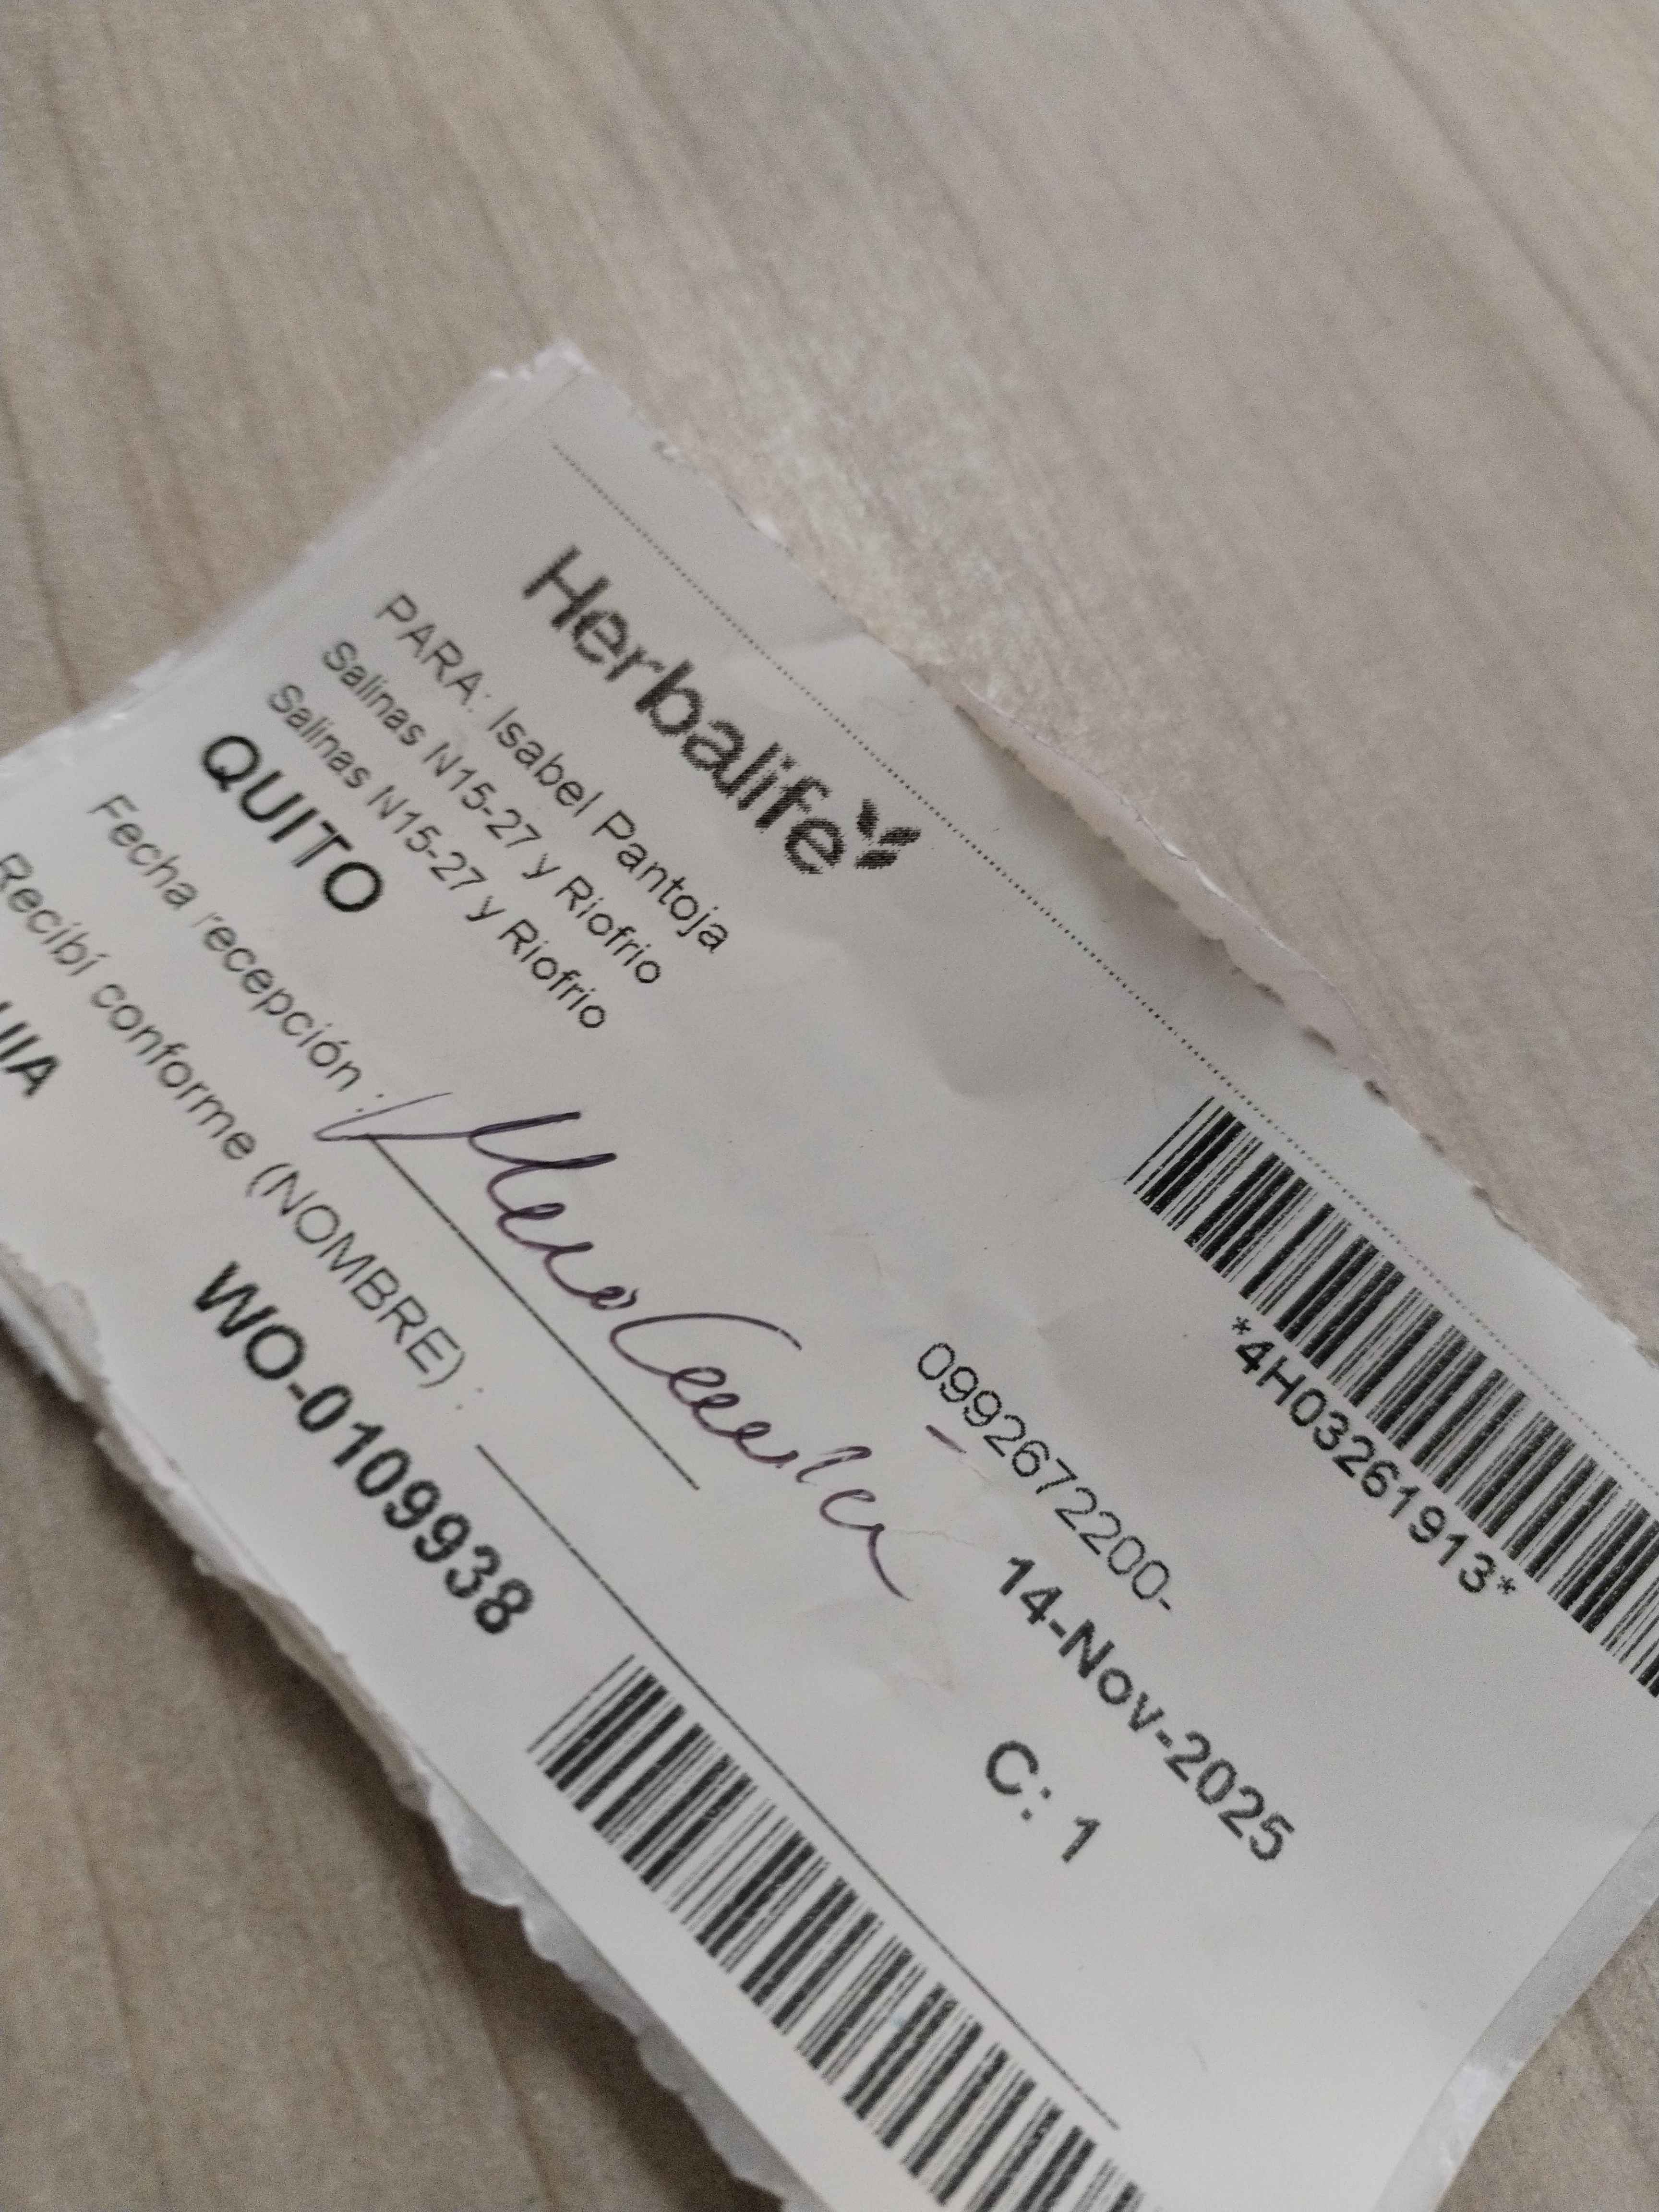 Herbalife
PARA: Isabel Pantoja
Salinas N15-27 y Riofrio
Salinas N15-27 y Riofrio
QUITO
*4H03261913*
0992672200-
14-Nov-2025
Fecha recepción :
C: 1
Recibí conforme (NOMBRE) :
UIA
WO-0109938